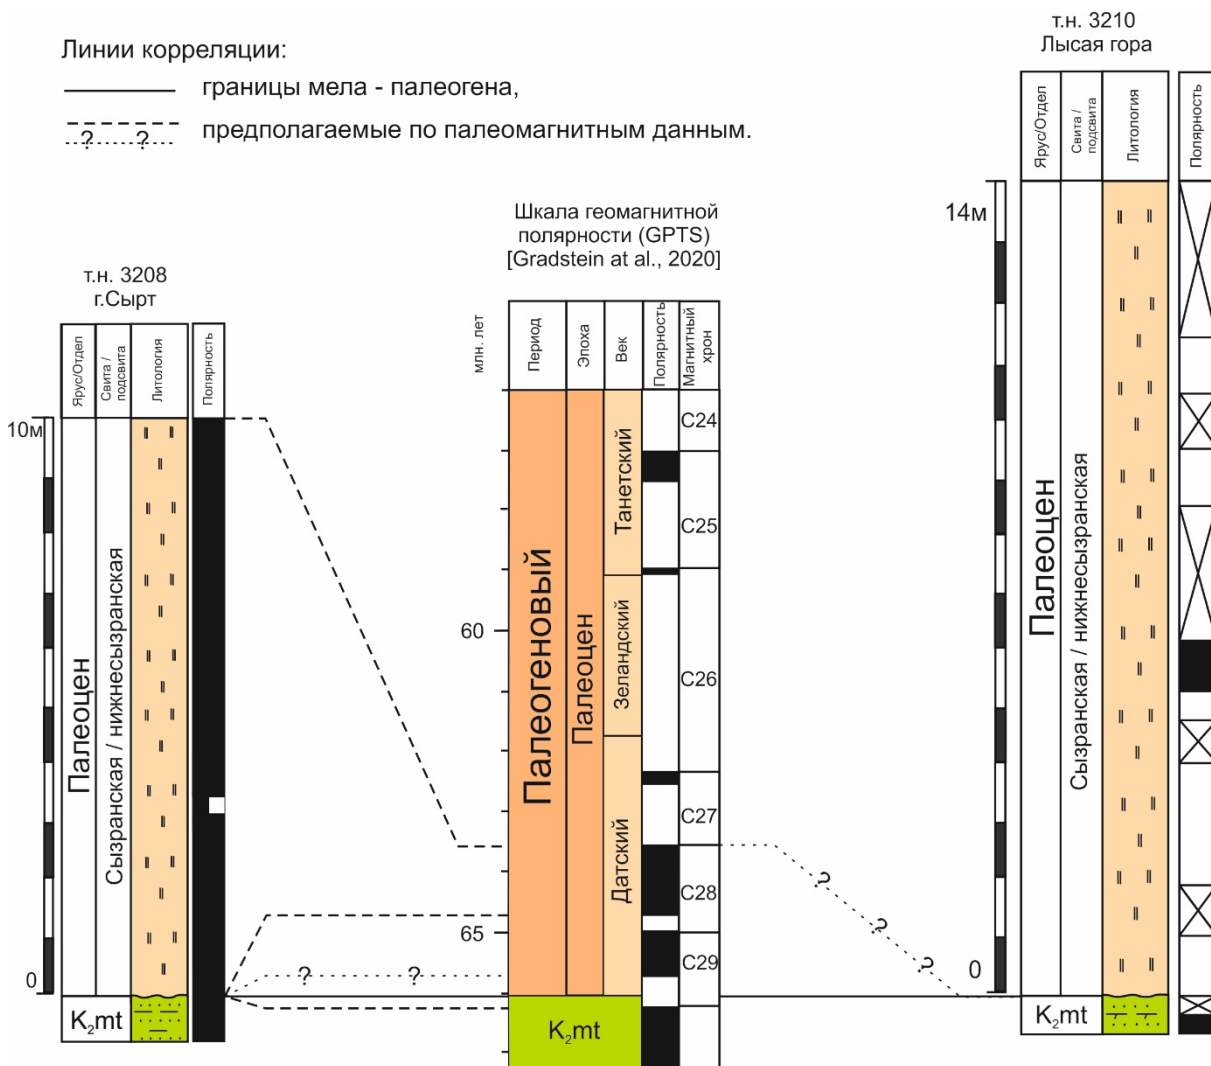 т.н. 3210
Лысая гора
Линии корреляции:
границы мела - палеогена,
? ?
предполагаемые по палеомагнитным данным.
Ярус/Отдел
Свита / подсвита
Литология
Полярность
14м
Палеоцен
Сызранская / нижнесызранская
0
K2mt
Шкала геомагнитной
полярности (GPTS)
[Gradstein at al., 2020]
млн. лет
Период
Эпоха
Век
Полярность
Магнитный хрон
60
65
Палеогеновый
Палеоцен
Танетский
Зеландский
Датский
C24
C25
C26
C27
C28
C29
K2mt
т.н. 3208
г.Сырт
Ярус/Отдел
Свита / подсвита
Литология
Полярность
10м
Палеоцен
Сызранская / нижнесызранская
0
K2mt
? ?
?
?
?